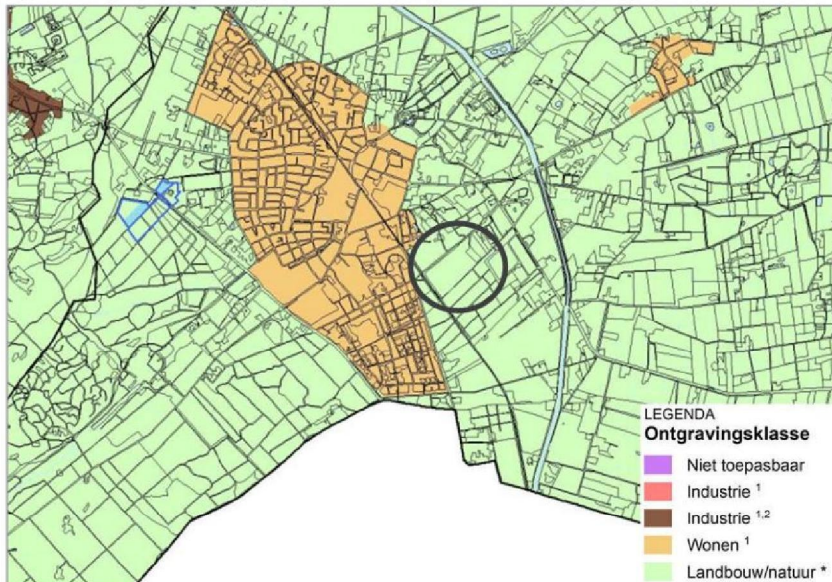 LEGENDA
Ontgravingsklasse
Niet toepasbaar
Industrie ¹
Industrie ¹,²
Wonen ¹
Landbouw/natuur *